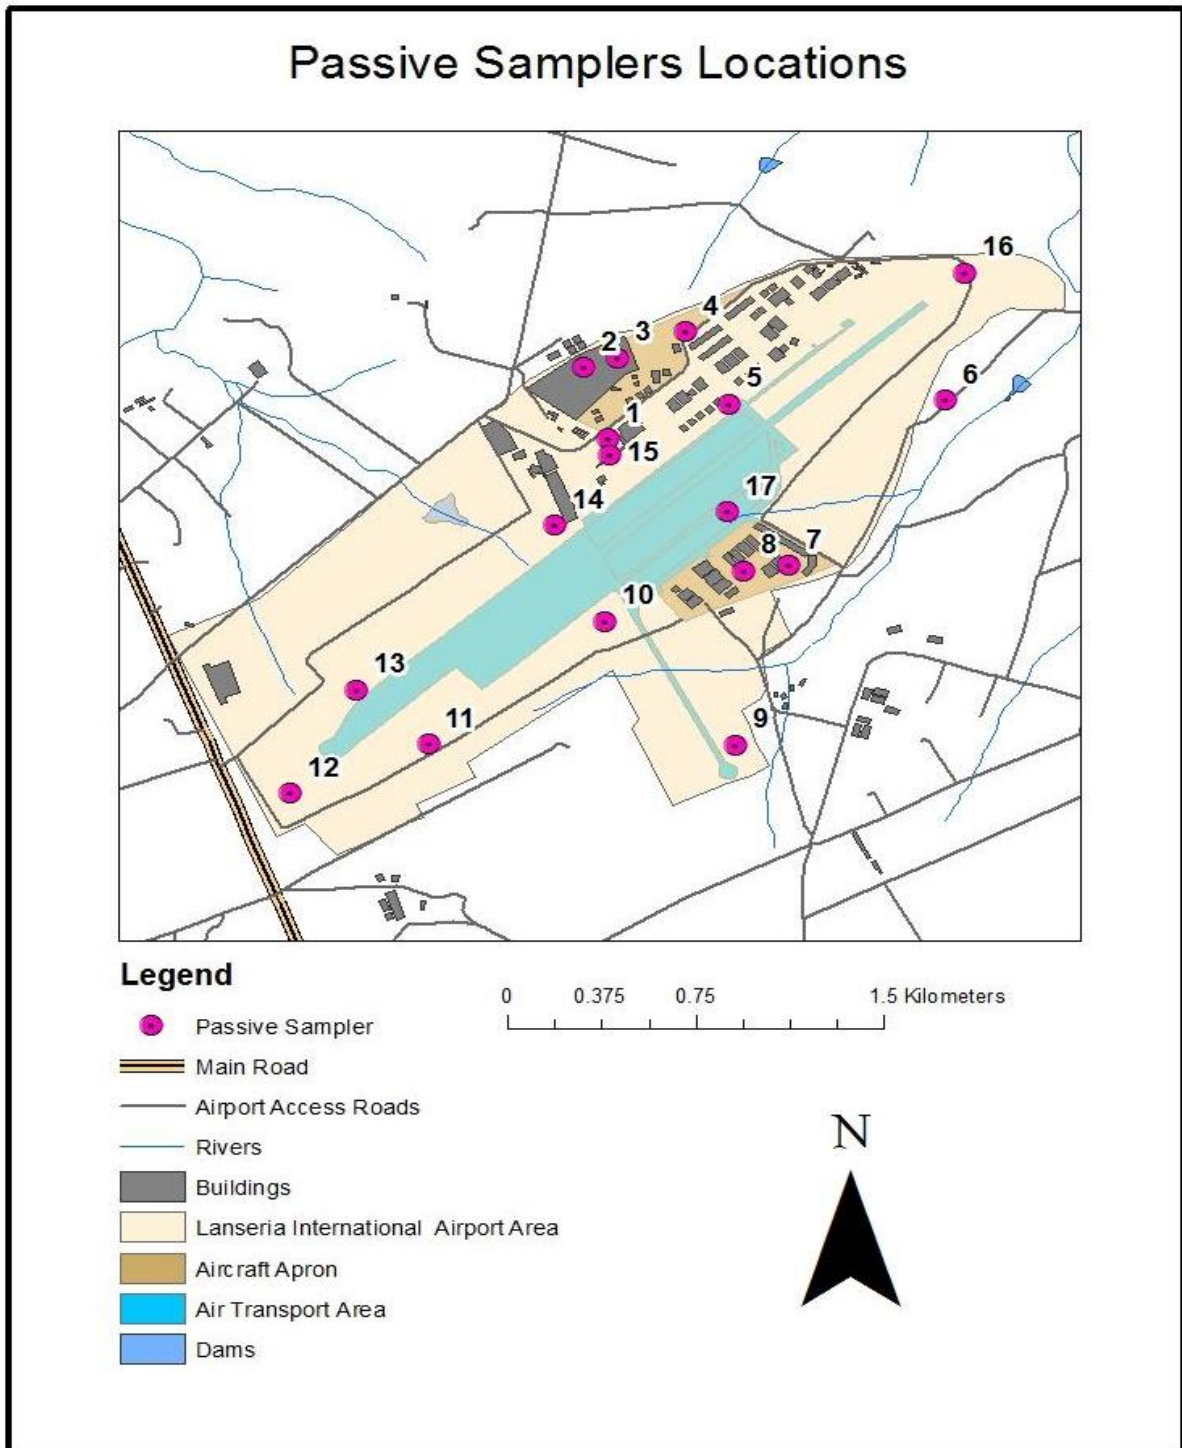 Passive Samplers Locations
16
4
3
2
5
6
1
15
17
14
8
7
10
13
11
9
12
Legend
0 0.375 0.75 1.5 Kilometers
Passive Sampler
Main Road
Airport Access Roads
Rivers
Buildings
Lanseria International Airport Area
Aircraft Apron
Air Transport Area
Dams
N